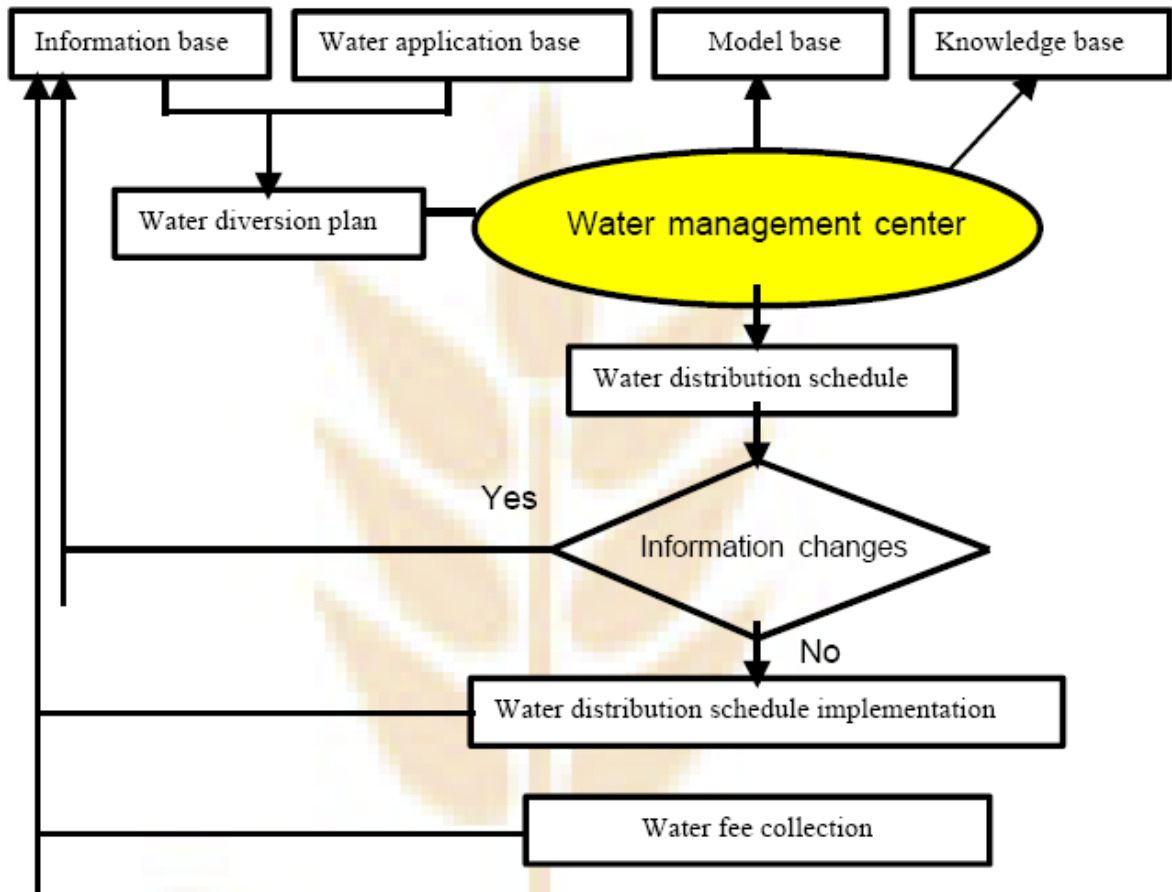 Information base
Water application base
Model base
Knowledge base
Water diversion plan
Water management center
Water distribution schedule
Yes
Information changes
No
Water distribution schedule implementation
Water fee collection